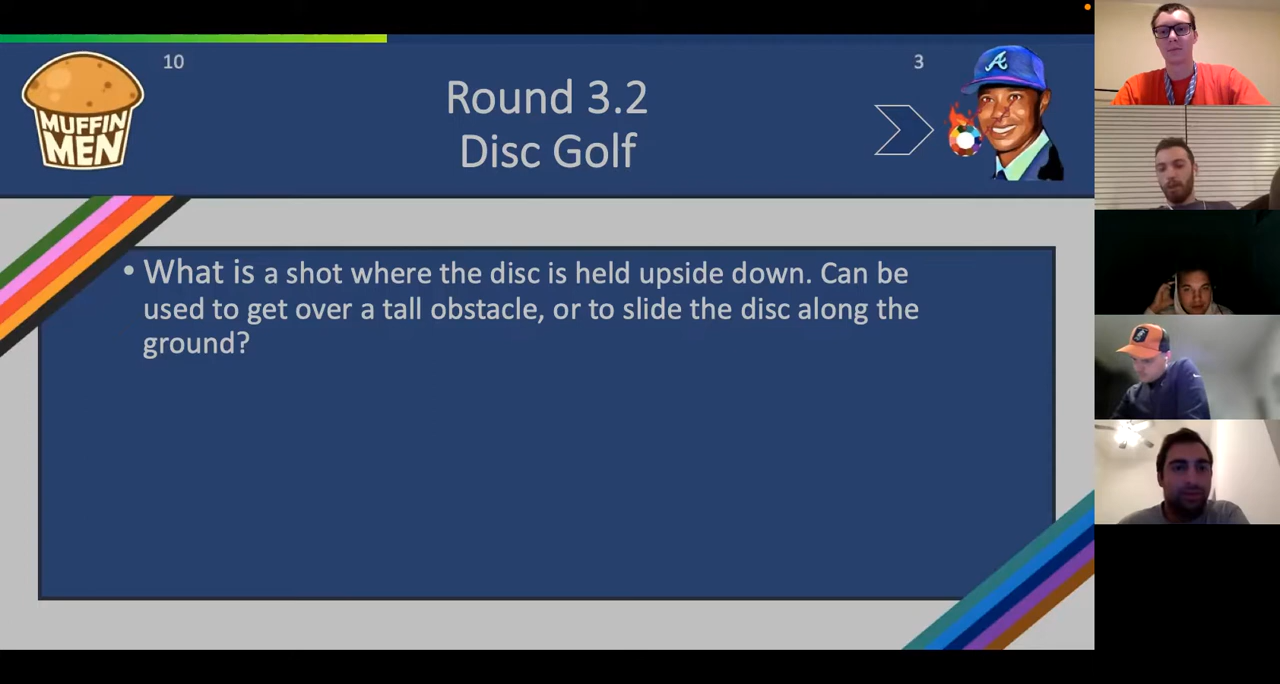 10
3
Round 3.2
Disc Golf
MUFFIN
MEN
A
• What is a shot where the disc is held upside down. Can be
used to get over a tall obstacle, or to slide the disc along the
ground?